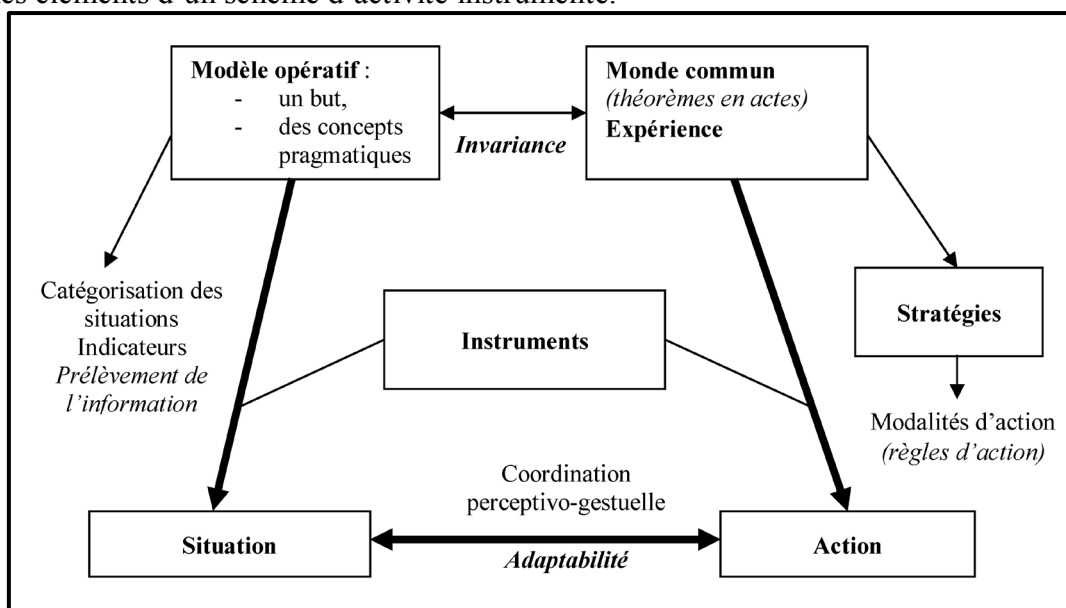 les éléments d'un schème d'activité instrumenté.
Modèle opératif :
- un but,
- des concepts
pragmatiques
Monde commun
(théorèmes en actes)
Expérience
Invariance
Catégorisation des
situations
Indicateurs
Prélèvement de
l'information
Instruments
Stratégies
Modalités d'action
(règles d'action)
Coordination
perceptivo-gestuelle
Situation
Adaptabilité
Action